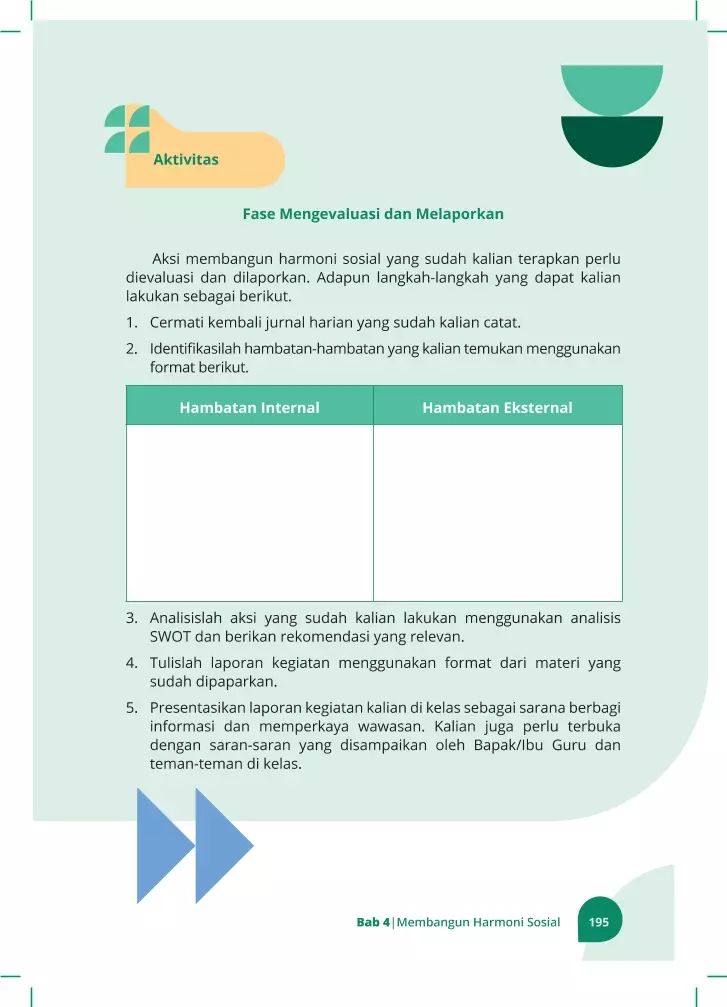 Aktivitas
Fase Mengevaluasi dan Melaporkan
Aksi membangun harmoni sosial yang sudah kalian terapkan perlu
dievaluasi dan dilaporkan. Adapun langkah-langkah yang dapat kalian
lakukan sebagai berikut.
1. Cermati kembali jurnal harian yang sudah kalian catat.
2. Identifikasilah hambatan-hambatan yang kalian temukan menggunakan
format berikut.
Hambatan Internal
Hambatan Eksternal
3. Analisislah aksi yang sudah kalian lakukan menggunakan analisis
SWOT dan berikan rekomendasi yang relevan.
4. Tulislah laporan kegiatan menggunakan format dari materi yang
sudah dipaparkan.
5. Presentasikan laporan kegiatan kalian di kelas sebagai sarana berbagi
informasi dan memperkaya wawasan. Kalian juga perlu terbuka
dengan saran-saran yang disampaikan oleh Bapak/Ibu Guru dan
teman-teman di kelas.
Bab 4|Membangun Harmoni Sosial 195